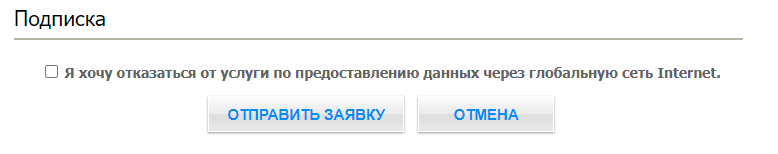 Подписка
Я хочу отказаться от услуги по предоставлению данных через глобальную сеть Internet.
ОТПРАВИТЬ ЗАЯВКУ ОТМЕНА